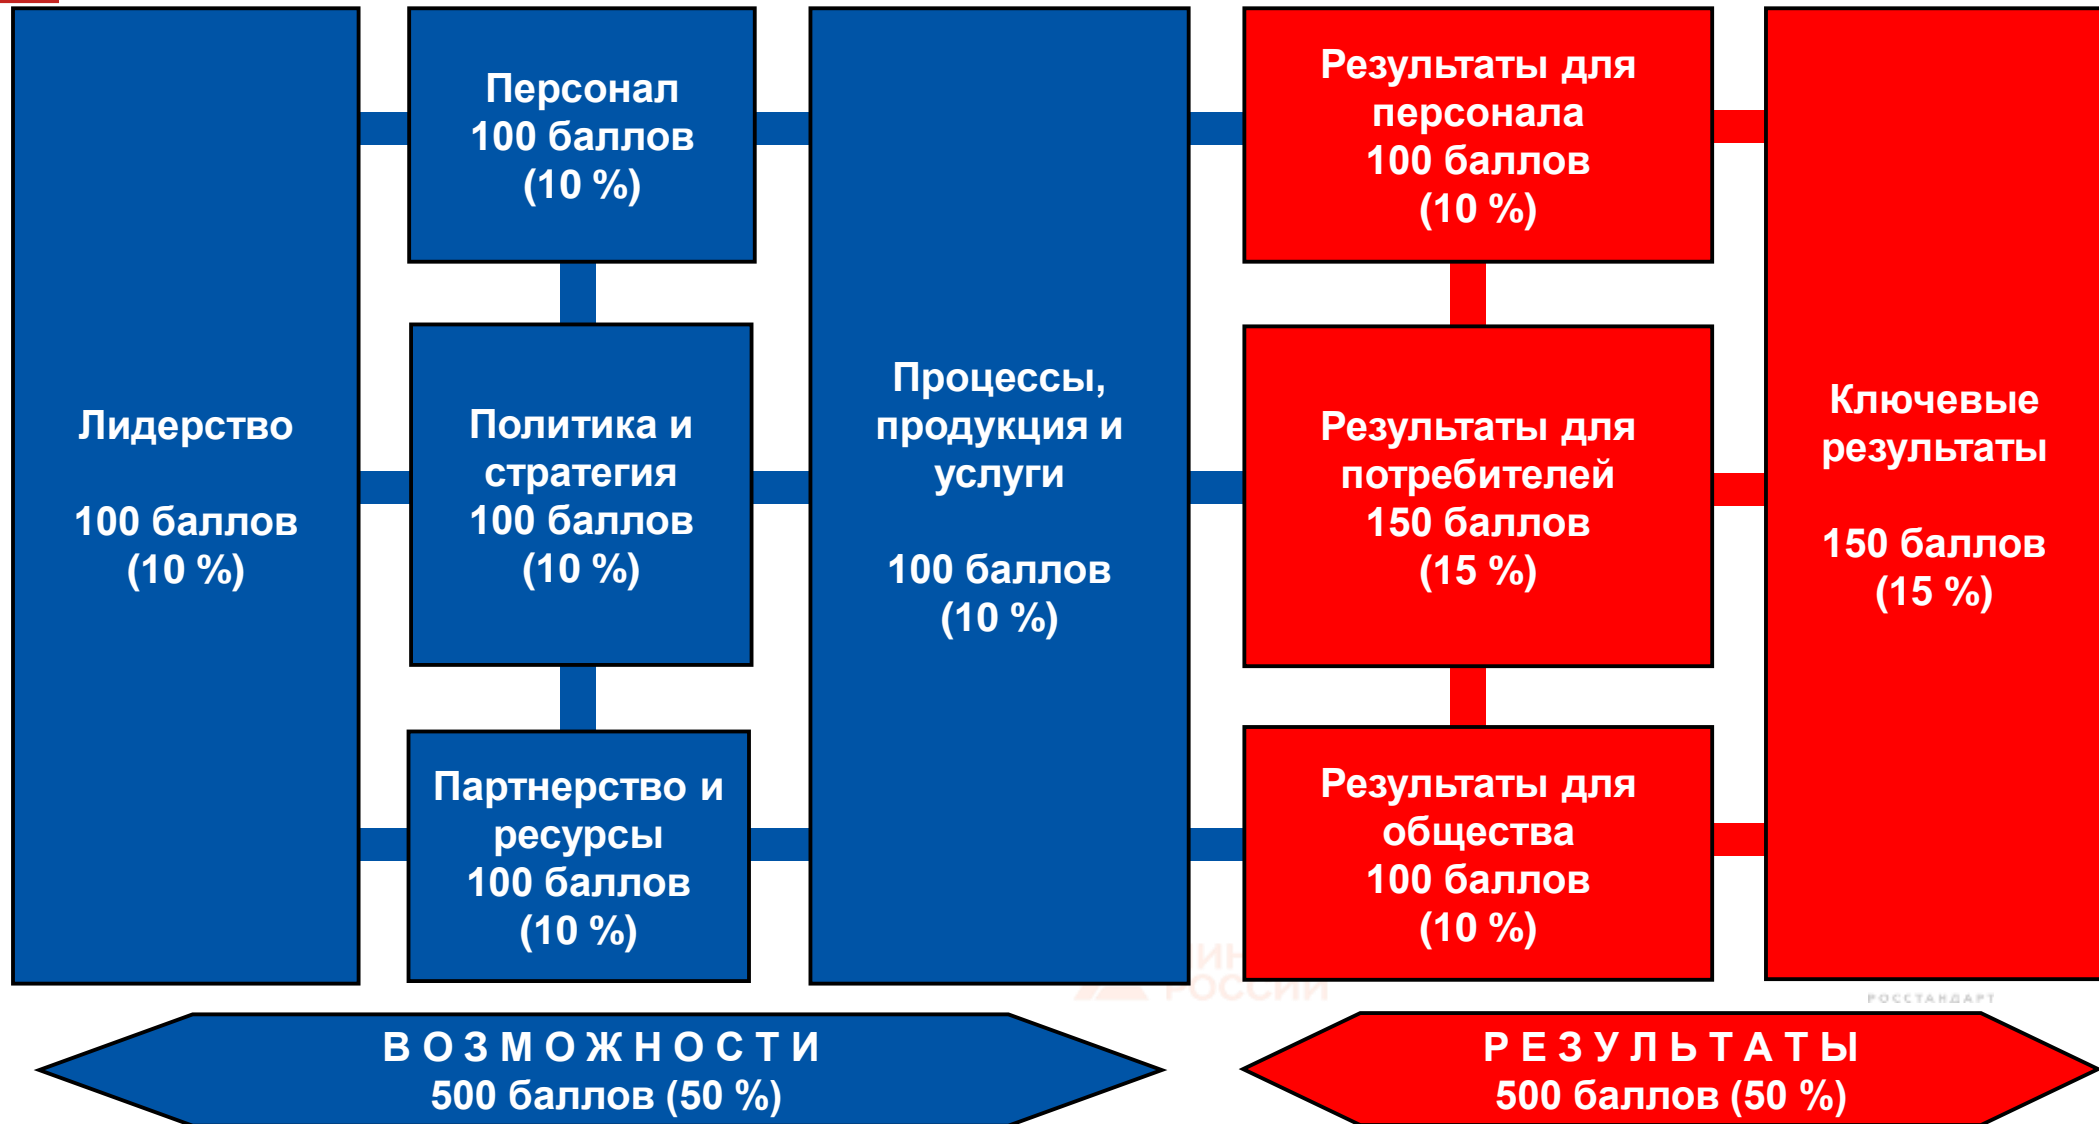 Лидерство
100 баллов
(10 %)
Персонал
100 баллов
(10 %)
Политика и
стратегия
100 баллов
(10 %)
Партнерство и
ресурсы
100 баллов
(10 %)
Процессы,
продукция и
услуги
100 баллов
(10 %)
Результаты для
персонала
100 баллов
(10 %)
Результаты для
потребителей
150 баллов
(15 %)
Результаты для
общества
100 баллов
(10 %)
Ключевые
результаты
150 баллов
(15 %)
РОССИИ
РОССТАНДАРТ
В О З М О Ж Н О С Т И
500 баллов (50 %)
Р Е З У Л Ь Т А Т Ы
500 баллов (50 %)